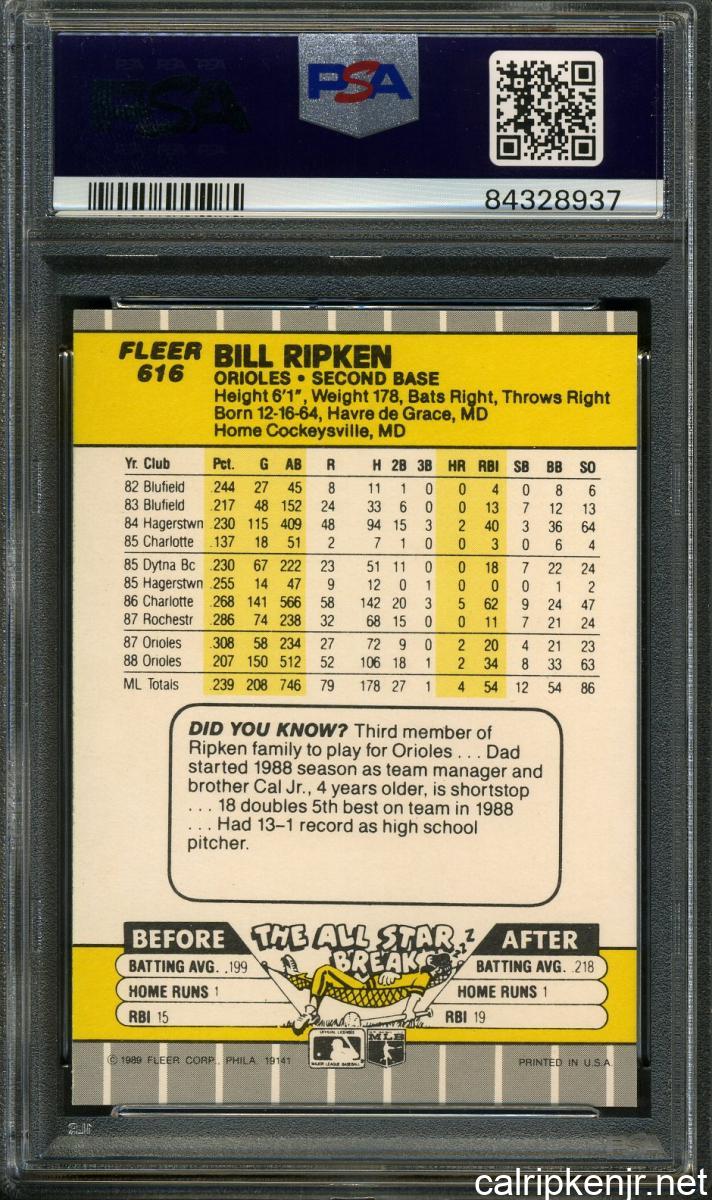 PSA
84328937
FLEER
616
BILL RIPKEN
ORIOLES • SECOND BASE
Height 6'1", Weight 178, Bats Right, Throws Right
Born 12-16-64, Havre de Grace, MD
Home Cockeysville, MD
Yr. Club Pct. G AB R H 2B 3B HR RBI SB BB SO
82 Blufield .244 27 45 8 11 1 0 0 4 0 8 6
83 Blufield .217 48 152 24 33 6 0 0 13 7 12 13
84 Hagerstwn .230 115 409 48 94 15 3 2 40 3 36 64
85 Charlotte .137 18 51 2 7 1 0 0 3 0 6 4
85 Dytna Bc .230 67 222 23 51 11 0 0 18 7 22 24
85 Hagerstwn .255 14 47 9 12 0 1 0 0 0 1 2
86 Charlotte .268 141 566 58 142 20 3 5 62 9 24 47
87 Rochestr .286 74 238 32 68 15 0 0 11 7 21 24
87 Orioles .308 58 234 27 72 9 0 2 20 4 21 23
88 Orioles 207 150 512 52 106 18 1 2 34 8 33 63
ML Totals 239 208 746 79 178 27 1 4 54 12 54 86
DID YOU KNOW? Third member of
Ripken family to play for Orioles . . . Dad
started 1988 season as team manager and
brother Cal Jr., 4 years older, is shortstop
. . . 18 doubles 5th best on team in 1988
. . . Had 13–1 record as high school
pitcher.
BEFORE THE ALL STAR BREAK AFTER
BATTING AVG. .199 BATTING AVG. .218
HOME RUNS 1 HOME RUNS 1
RBI 15 RBI 19
OFFICIAL LICENSEE
MAJOR LEAGUE BASEBALL
MLB
© 1989 FLEER CORP., PHILA. 19141 PRINTED IN U.S.A.
calripkenjr.net